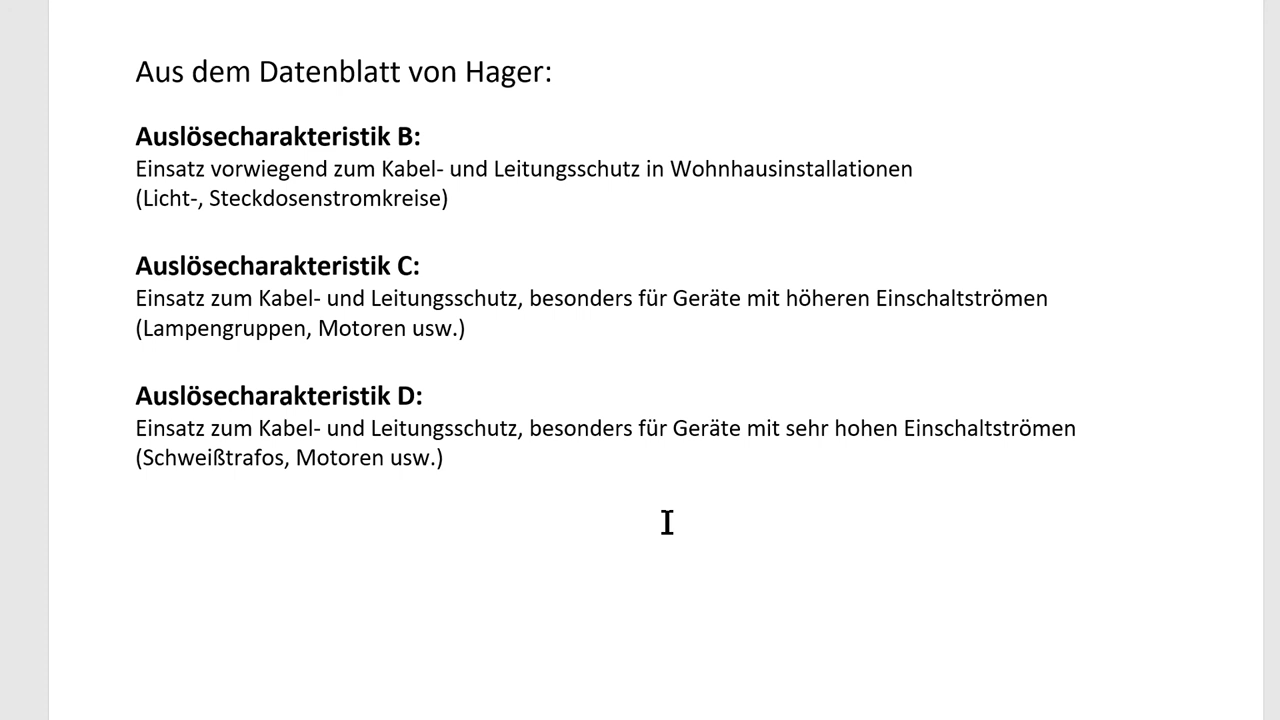 Aus dem Datenblatt von Hager:
Auslösecharakteristik B:
Einsatz vorwiegend zum Kabel- und Leitungsschutz in Wohnhausinstallationen
(Licht-, Steckdosenstromkreise)
Auslösecharakteristik C:
Einsatz zum Kabel- und Leitungsschutz, besonders für Geräte mit höheren Einschaltströmen
(Lampengruppen, Motoren usw.)
Auslösecharakteristik D:
Einsatz zum Kabel- und Leitungsschutz, besonders für Geräte mit sehr hohen Einschaltströmen
(Schweißtrafos, Motoren usw.)